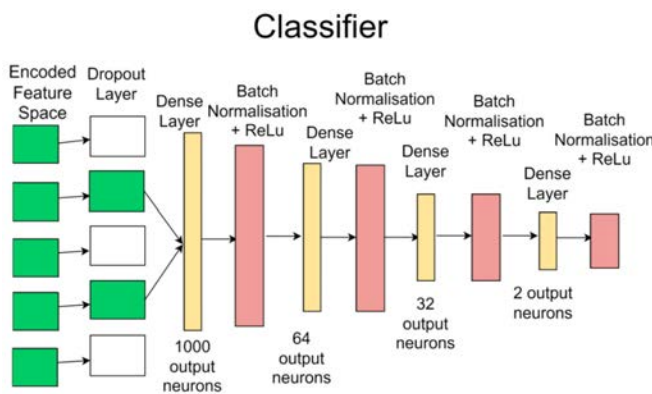 Classifier
Encoded
Feature
Space
Dropout
Layer
Dense
Layer
Batch
Normalisation
+ ReLu
Dense
Layer
Batch
Normalisation
+ ReLu
Dense
Layer
Batch
Normalisation
+ ReLu
Dense
Layer
Batch
Normalisation
+ ReLu
1000
output
neurons
64
output
neurons
32
output
neurons
2 output
neurons